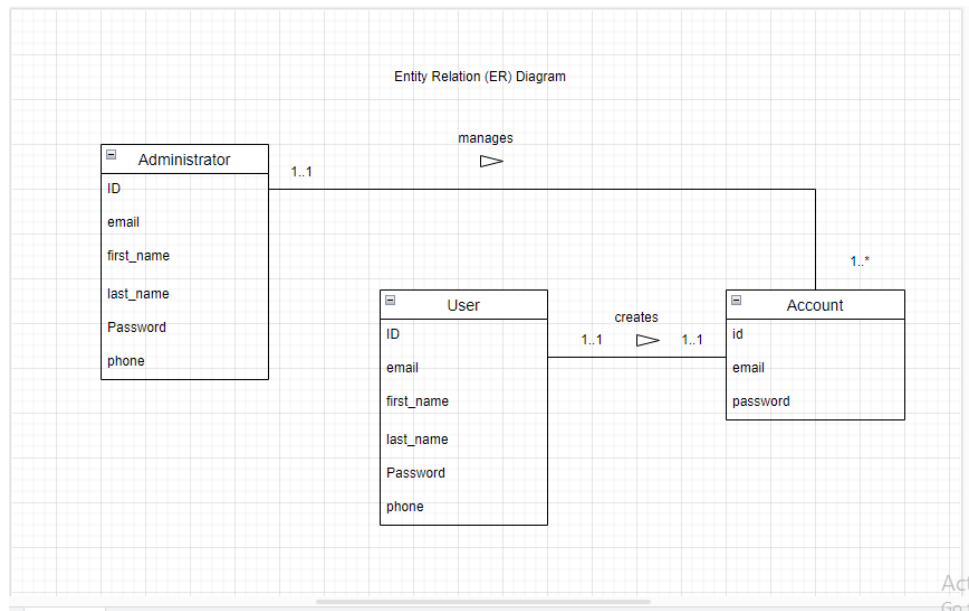 Entity Relation (ER) Diagram
manages
Administrator
1..1
ID
email
first_name
last_name
Password
phone
1..*
User
ID
email
first_name
last_name
Password
phone
creates
1..1
1..1
Account
id
email
password